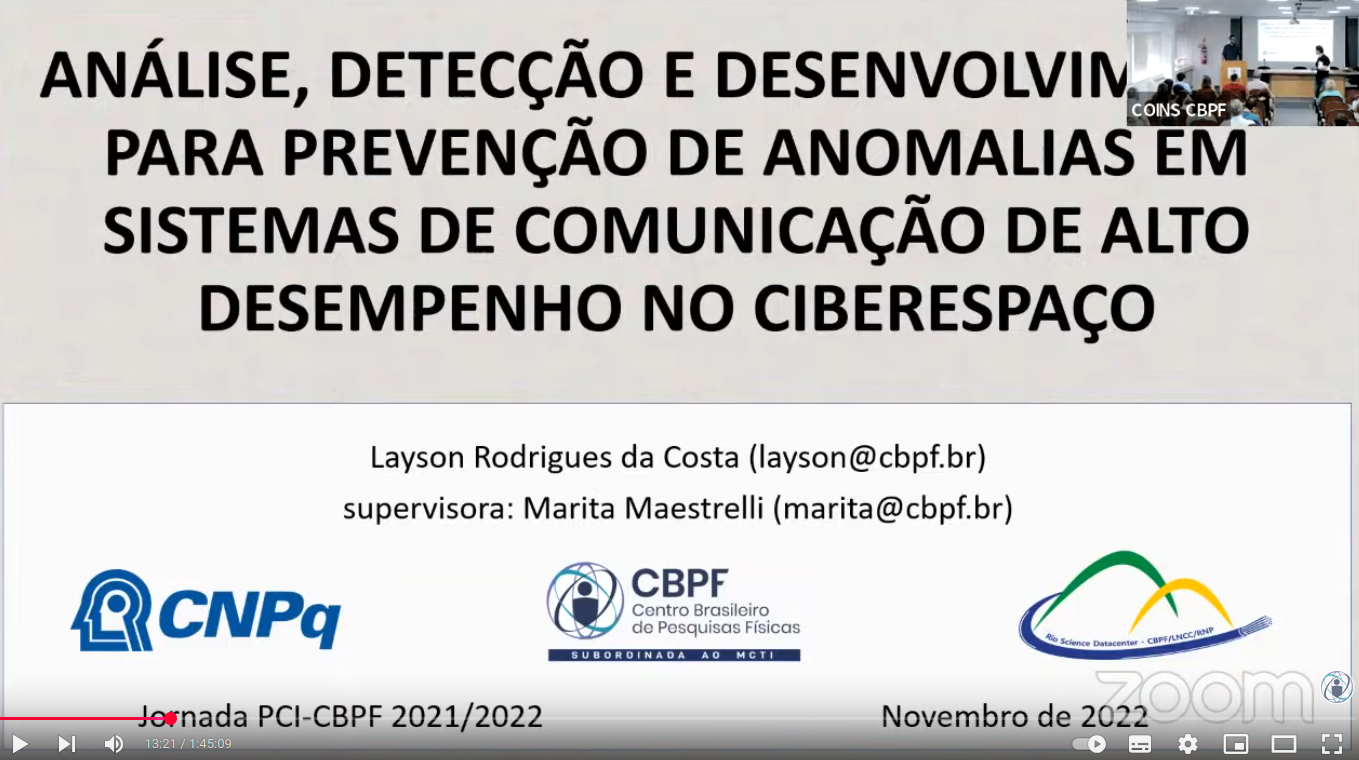 ANÁLISE, DETECÇÃO E DESENVOLVIM
COINS CBPF
PARA PREVENÇÃO DE ANOMALIAS EM
SISTEMAS DE COMUNICAÇÃO DE ALTO
DESEMPENHO NO CIBERESPAÇO
Layson Rodrigues da Costa (layson@cbpf.br)
supervisora: Marita Maestrelli (marita@cbpf.br)
CNPq
CBPF
Centro Brasileiro
de Pesquisas Físicas
SUBORDINADA AO MCTI
Rio Science Datacenter - CBPF/LNCC/RNP
zoom
Jornada PCI-CBPF 2021/2022
Novembro de 2022
13:21 / 1:45:09